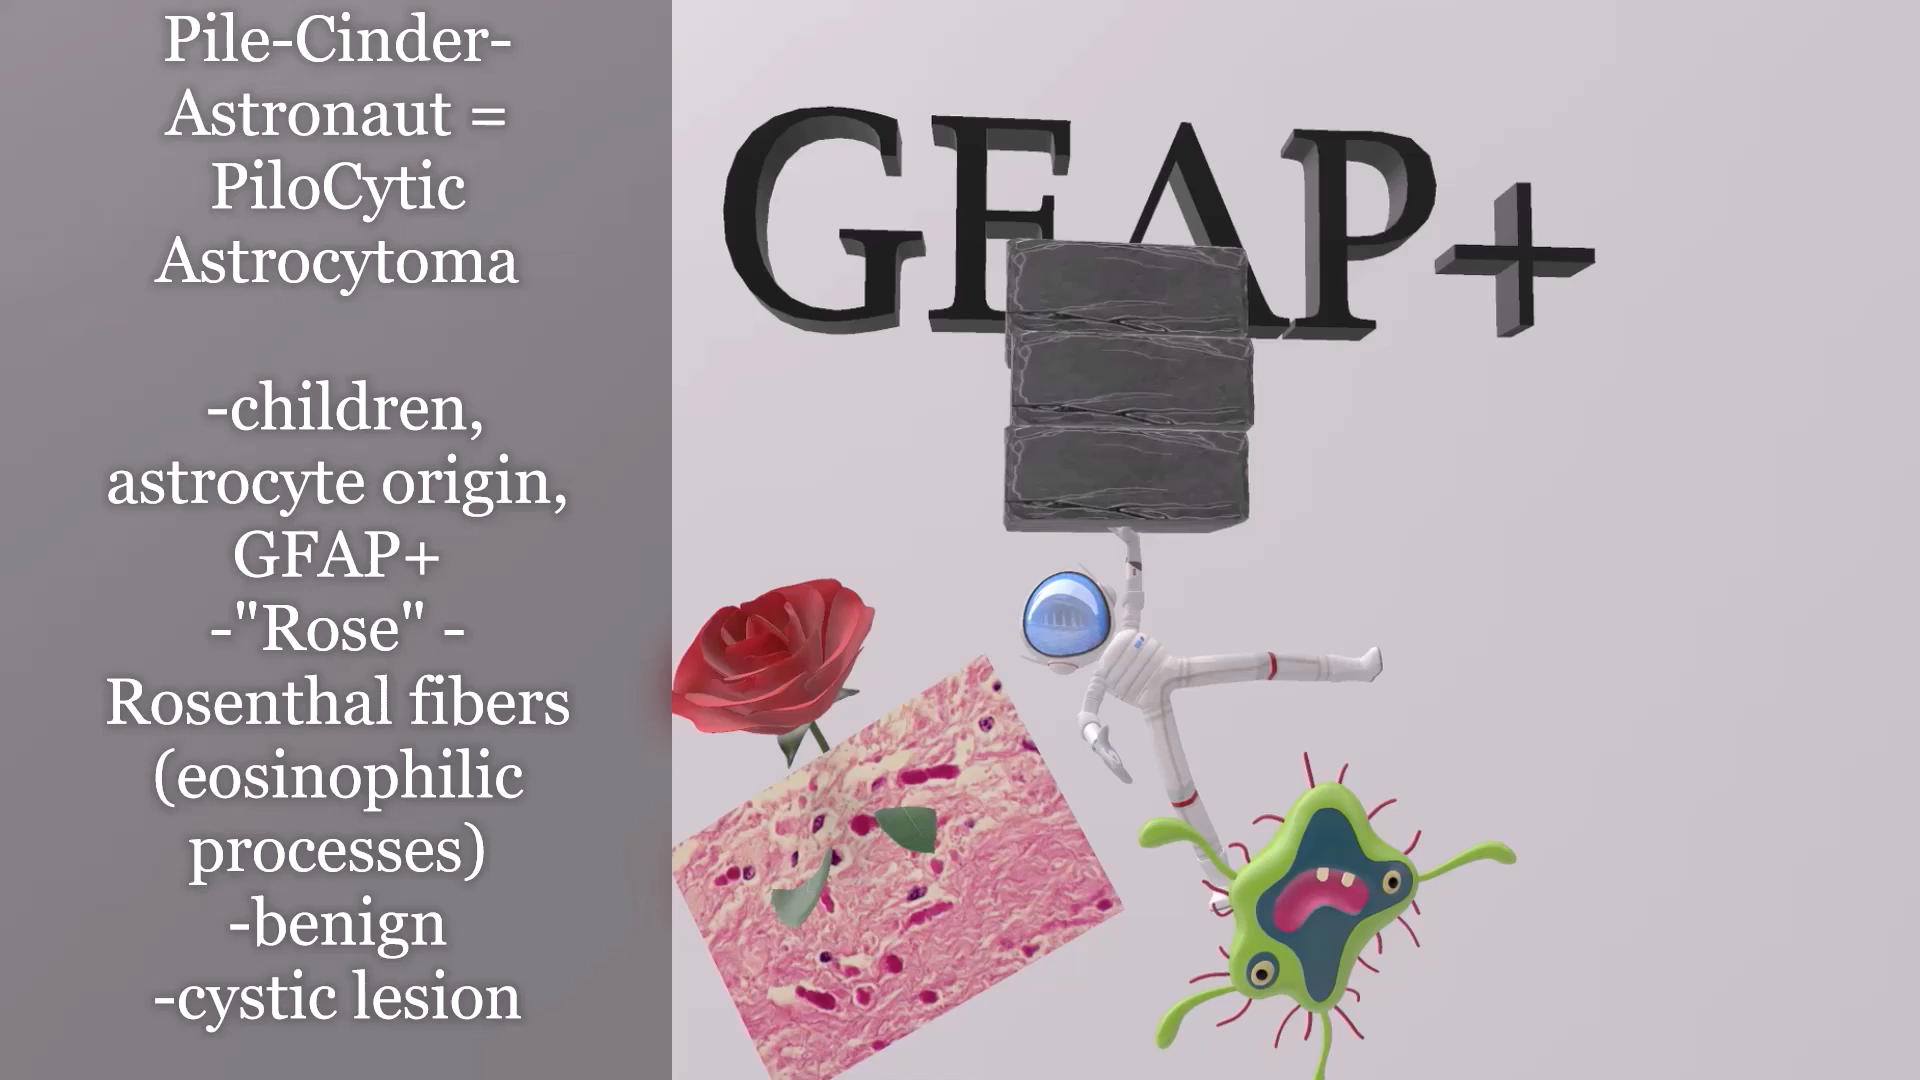 Pile-Cinder-
Astronaut =
PiloCytic
Astrocytoma
-children,
astrocyte origin,
GFAP+
-"Rose" -
Rosenthal fibers
(eosinophilic
processes)
-benign
-cystic lesion
GFAP+